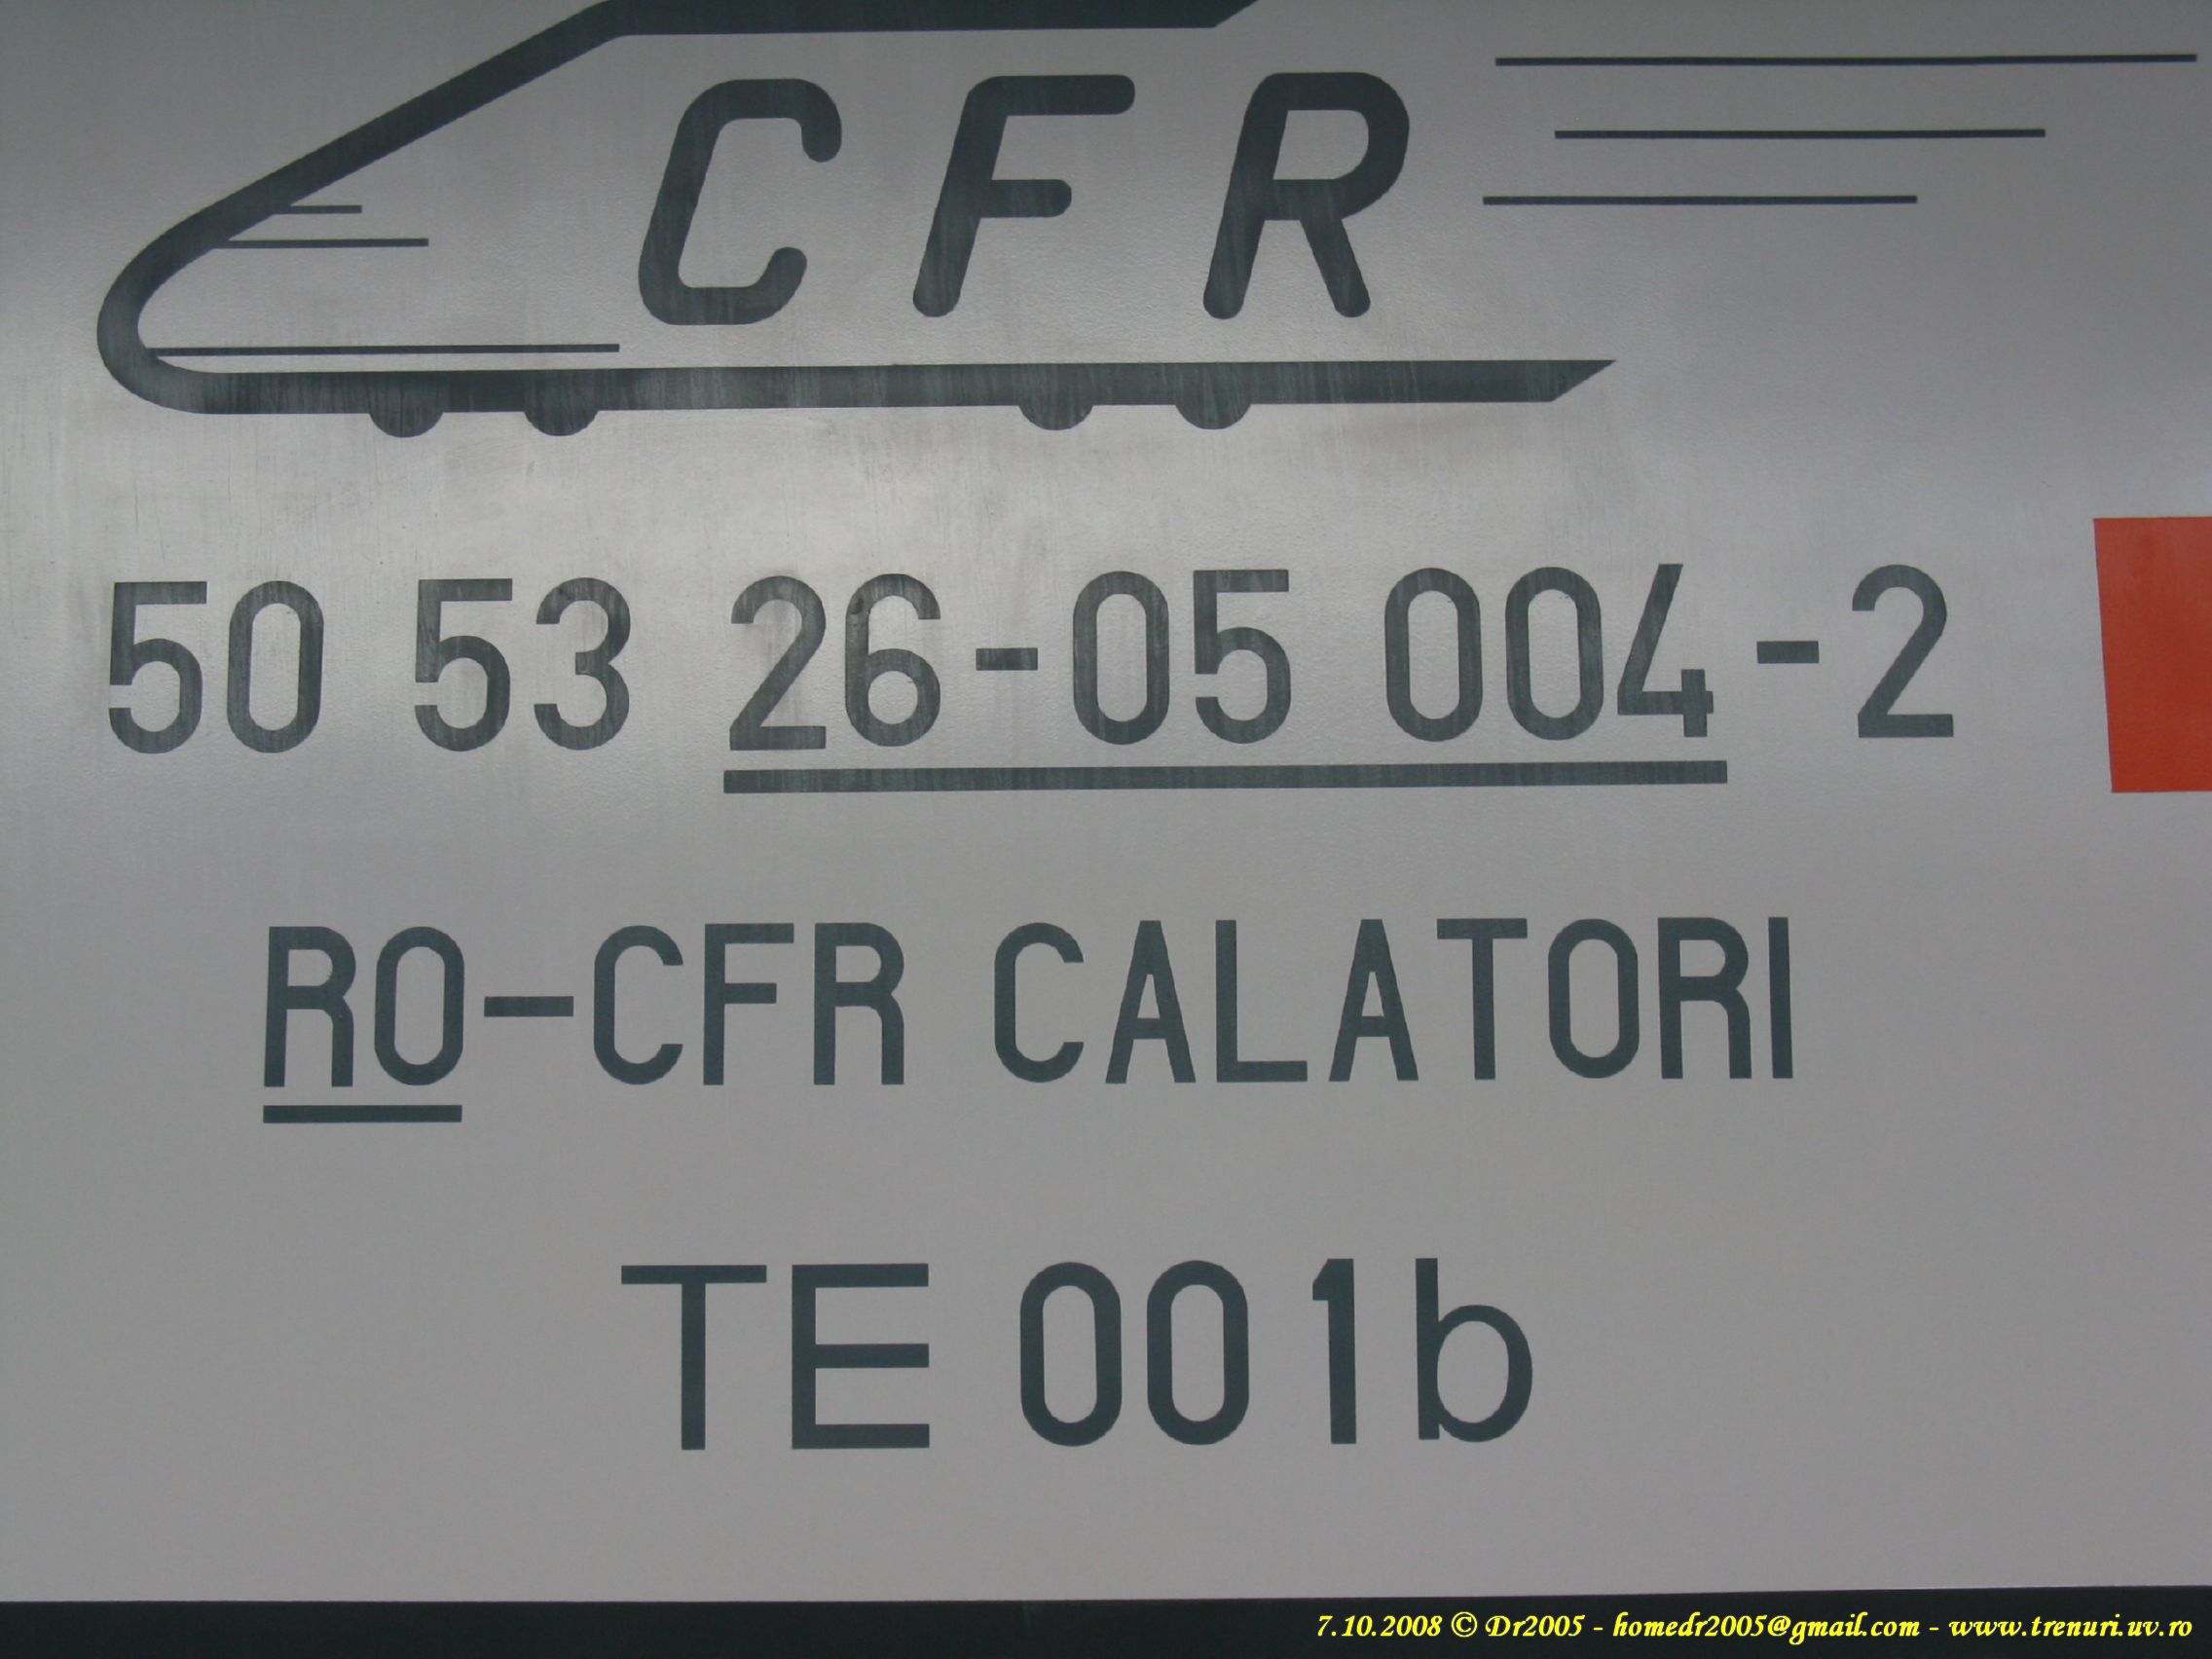 CFR
50 53 26-05 004-2
RO-CFR CALATORI
TE 001b
7.10.2008 © Dr2005 - homedr2005@gmail.com - www.trenuri.uv.ro